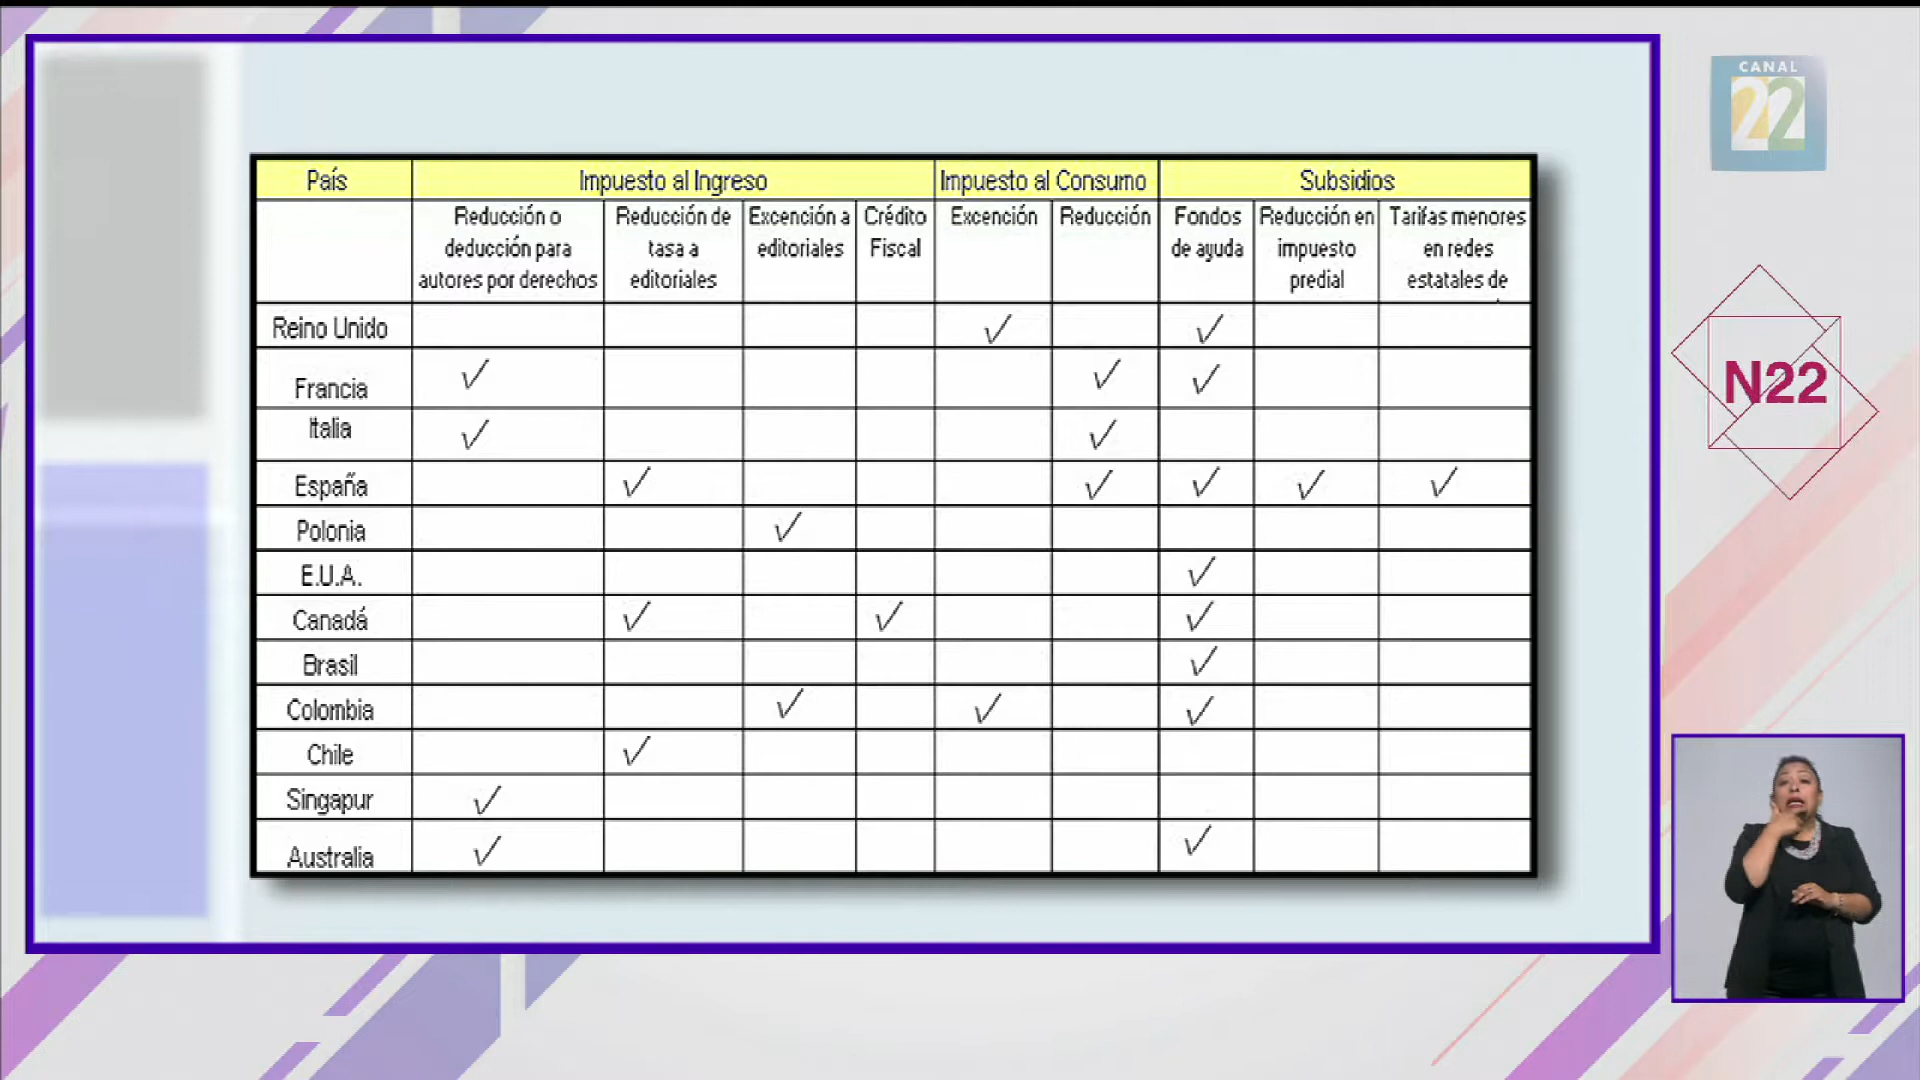 CANAL
22
N22
País Impuesto al Ingreso Impuesto al Consumo Subsidios
Reducción o deducción para autores por derechos Reducción de tasa a editoriales Excención a editoriales Crédito Fiscal Excención Reducción Fondos de ayuda Reducción en impuesto predial Tarifas menores en redes estatales de
Reino Unido ✓ ✓
Francia ✓ ✓ ✓
Italia ✓ ✓
España ✓ ✓ ✓ ✓ ✓
Polonia ✓
E.U.A. ✓
Canadá ✓ ✓ ✓
Brasil ✓
Colombia ✓ ✓ ✓
Chile ✓
Singapur ✓
Australia ✓ ✓